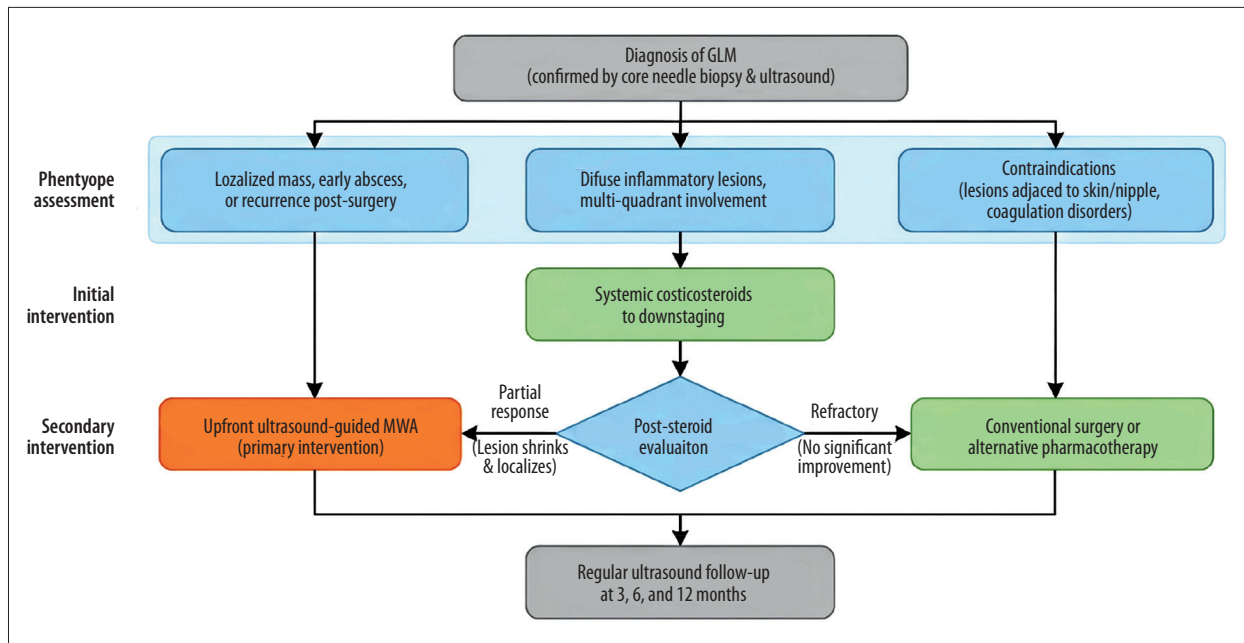 Diagnosis of GLM
(confirmed by core needle biopsy & ultrasound)
Phentyope
assessment
Lozalized mass, early abscess,
or recurrence post-surgery
Difuse inflammatory lesions,
multi-quadrant involvement
Contraindications
(lesions adjaced to skin/nipple,
coagulation disorders)
Initial
intervention
Systemic costicosteroids
to downstaging
Secondary
intervention
Upfront ultrasound-guided MWA
(primary intervention)
Partial
response
(Lesion shrinks
& localizes)
Post-steroid
evaluaiton
Refractory
(No significant
improvement)
Conventional surgery or
alternative pharmacotherapy
Regular ultrasound follow-up
at 3, 6, and 12 months